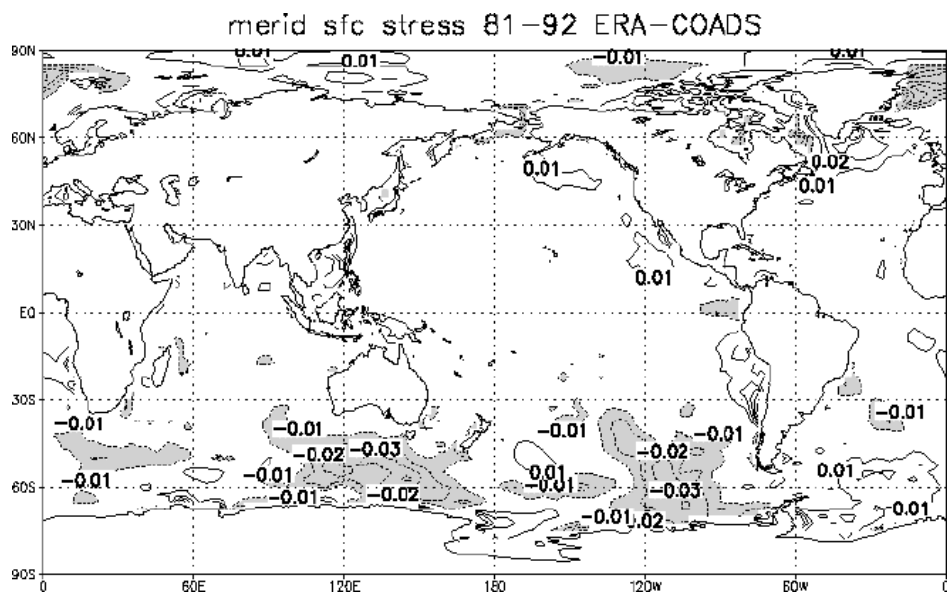 merid sfc stress 81-92 ERA-COADS
90N
0.01 -0.01 0.01
0.01
60N
0.02
0.01 0.01
30N
0.01
EQ
30S
-0.01 -0.01 -0.01 -0.01 -0.01
-0.02 -0.03 -0.02
-0.01 -0.01 0.01 0.01
60S -0.01 -0.01 -0.02 -0.01 -0.03
0.01 -0.01 0.01
90S
0 60E 120E 180 120W 60W 0